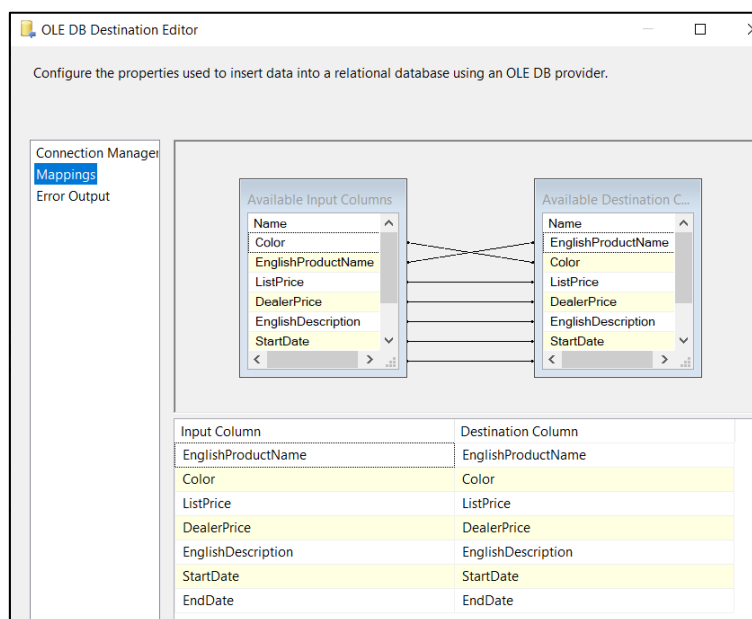 OLE DB Destination Editor
Configure the properties used to insert data into a relational database using an OLE DB provider.
Connection Manager
Mappings
Error Output
Available Input Columns
Name
Color
EnglishProductName
ListPrice
DealerPrice
EnglishDescription
StartDate
Available Destination C...
Name
EnglishProductName
Color
ListPrice
DealerPrice
EnglishDescription
StartDate
Input Column Destination Column
EnglishProductName EnglishProductName
Color Color
ListPrice ListPrice
DealerPrice DealerPrice
EnglishDescription EnglishDescription
StartDate StartDate
EndDate EndDate